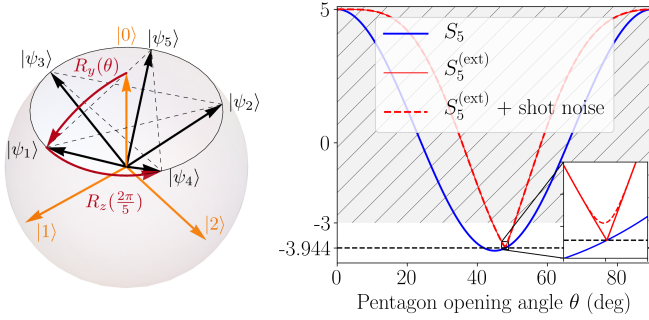 |0⟩
|ψ₅⟩
|ψ₃⟩
R_y(θ)
|ψ₂⟩
|ψ₁⟩
|ψ₄⟩
R_z(2π/5)
|1⟩
|2⟩
5
0
-3
-3.944
S₅
S₅^(ext)
S₅^(ext) + shot noise
0
20
40
60
80
Pentagon opening angle θ (deg)